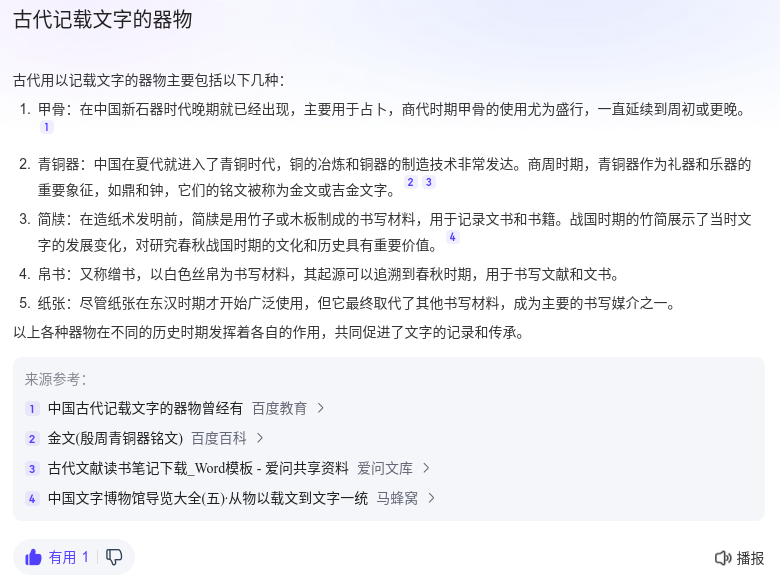 古代记载文字的器物
古代用以记载文字的器物主要包括以下几种：
1. 甲骨：在中国新石器时代晚期就已经出现，主要用于占卜，商代时期甲骨的使用尤为盛行，一直延续到周初或更晚。
1
2. 青铜器：中国在夏代就进入了青铜时代，铜的冶炼和铜器的制造技术非常发达。商周时期，青铜器作为礼器和乐器的
重要象征，如鼎和钟，它们的铭文被称为金文或吉金文字。 2 3
3. 简牍：在造纸术发明前，简牍是用竹子或木板制成的书写材料，用于记录文书和书籍。战国时期的竹简展示了当时文
字的发展变化，对研究春秋战国时期的文化和历史具有重要价值。 4
4. 帛书：又称缯书，以白色丝帛为书写材料，其起源可以追溯到春秋时期，用于书写文献和文书。
5. 纸张：尽管纸张在东汉时期才开始广泛使用，但它最终取代了其他书写材料，成为主要的书写媒介之一。
以上各种器物在不同的历史时期发挥着各自的作用，共同促进了文字的记录和传承。
来源参考：
1 中国古代记载文字的器物曾经有 百度教育 >
2 金文(殷周青铜器铭文) 百度百科 >
3 古代文献读书笔记下载_Word模板 - 爱问共享资料 爱问文库 >
4 中国文字博物馆导览大全(五)·从物以载文到文字一统 马蜂窝 >
有用 1 播报